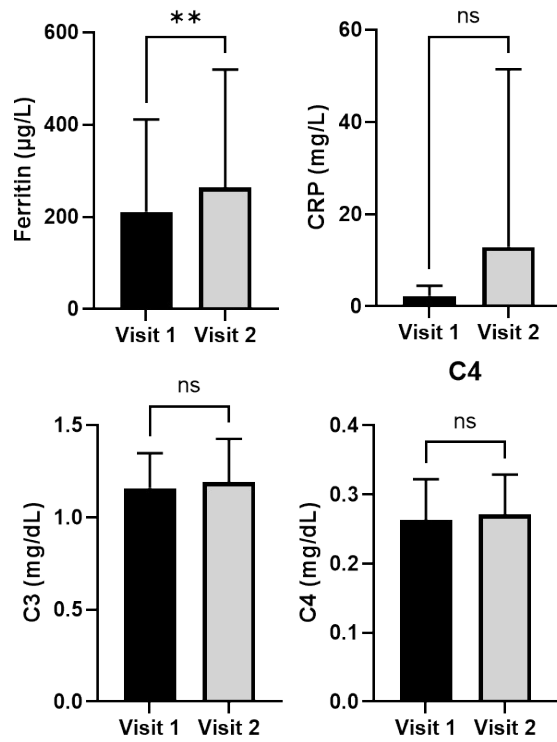 Ferritin (µg/L)
600
400
200
0
**
Visit 1 Visit 2
CRP (mg/L)
60
40
20
0
ns
Visit 1 Visit 2
C3 (mg/dL)
1.5
1.0
0.5
0.0
ns
Visit 1 Visit 2
C4
C4 (mg/dL)
0.4
0.3
0.2
0.1
0.0
ns
Visit 1 Visit 2